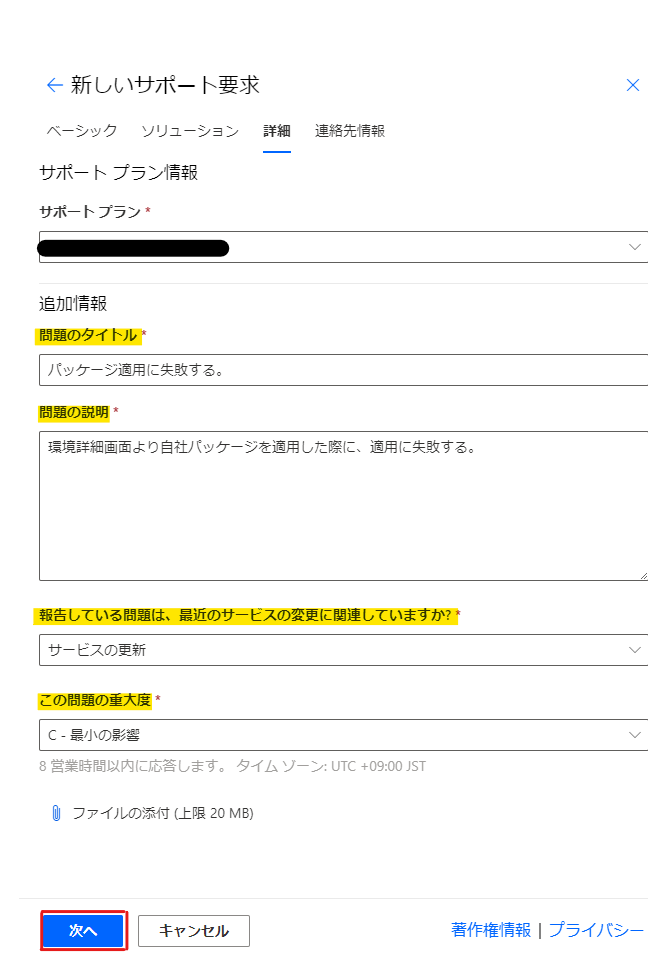 新しいサポート要求
ベーシック ソリューション 詳細 連絡先情報
サポート プラン情報
サポート プラン *
追加情報
問題のタイトル *
パッケージ適用に失敗する。
問題の説明 *
環境詳細画面より自社パッケージを適用した際に、適用に失敗する。
報告している問題は、最近のサービスの変更に関連していますか? *
サービスの更新
この問題の重大度 *
C - 最小の影響
8 営業時間以内に応答します。 タイム ゾーン: UTC +09:00 JST
ファイルの添付 (上限 20 MB)
次へ キャンセル 著作権情報 | プライバシー